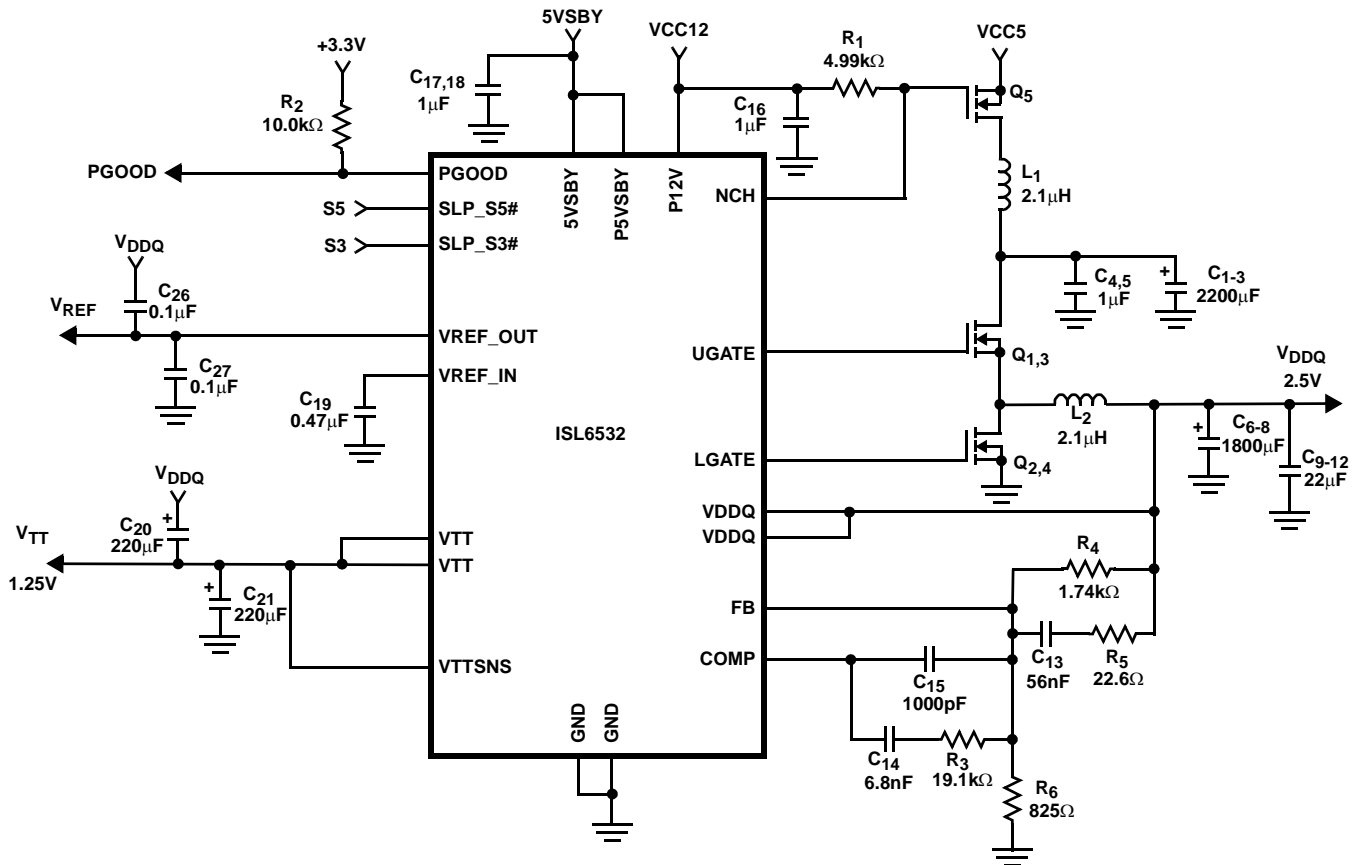 5VSBY
VCC12
VCC5
+3.3V
R1
4.99kΩ
C17,18
1μF
R2
10.0kΩ
C16
1μF
Q5
PGOOD
PGOOD
5VSBY
P5VSBY
P12V
NCH
L1
2.1μH
S5
SLP_S5#
S3
SLP_S3#
VDDQ
C26
0.1μF
VREF
VREF_OUT
C4,5
1μF
+
C1-3
2200μF
C27
0.1μF
UGATE
Q1,3
VREF_IN
C19
0.47μF
VDDQ
2.5V
ISL6532
L2
2.1μH
+
C6-8
1800μF
LGATE
Q2,4
C9-12
22μF
VDDQ
+
C20
220μF
VDDQ
VDDQ
VTT
1.25V
VTT
VTT
R4
1.74kΩ
+
C21
220μF
FB
C13
56nF
R5
22.6Ω
COMP
VTTSNS
C15
1000pF
GND
GND
C14
6.8nF
R3
19.1kΩ
R6
825Ω